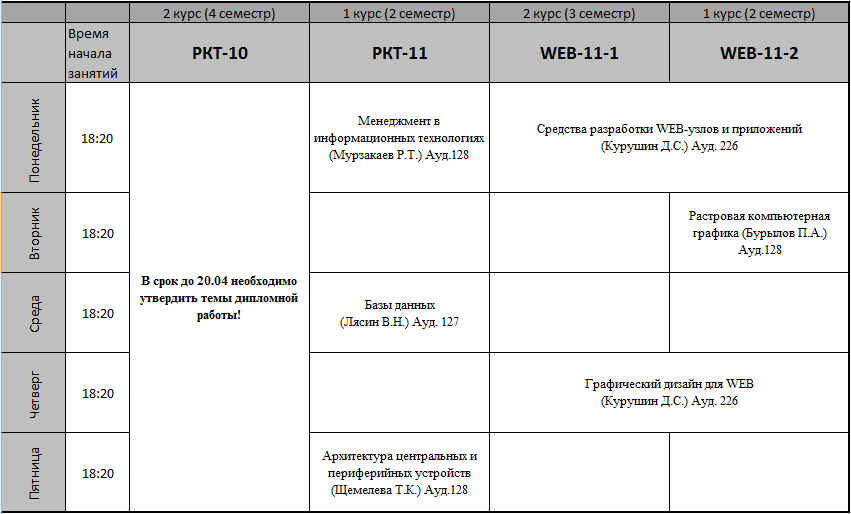 2 курс (4 семестр)
1 курс (2 семестр)
2 курс (3 семестр)
1 курс (2 семестр)
Время
начала
занятий
РКТ-10
РКТ-11
WEB-11-1
WEB-11-2
Понедельник
18:20
Менеджмент в
информационных технологиях
(Мурзакаев Р.Т.) Ауд.128
Средства разработки WEB-узлов и приложений
(Курушин Д.С.) Ауд. 226
Вторник
18:20
Растровая компьютерная
графика (Бурылов П.А.)
Ауд.128
В срок до 20.04 необходимо
утвердить темы дипломной
работы!
Среда
18:20
Базы данных
(Лясин В.Н.) Ауд. 127
Четверг
18:20
Графический дизайн для WEB
(Курушин Д.С.) Ауд. 226
Пятница
18:20
Архитектура центральных и
периферийных устройств
(Щемелева Т.К.) Ауд.128